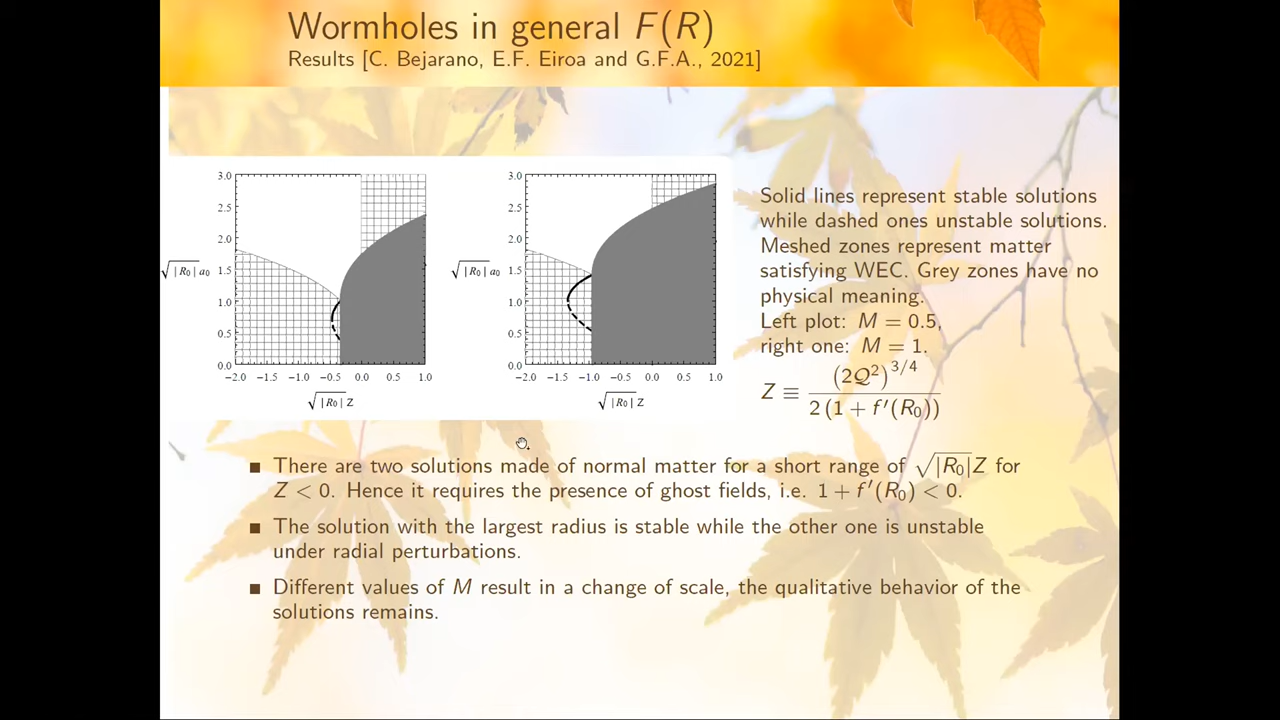 Wormholes in general F(R)
Results [C. Bejarano, E.F. Eiroa and G.F.A., 2021]
3.0
2.5
2.0
1.5
1.0
0.5
0.0
√|R₀| a₀
−2.0 −1.5 −1.0 −0.5 0.0 0.5 1.0
√|R₀| Z
3.0
2.5
2.0
1.5
1.0
0.5
0.0
√|R₀| a₀
−2.0 −1.5 −1.0 −0.5 0.0 0.5 1.0
√|R₀| Z
Solid lines represent stable solutions
while dashed ones unstable solutions.
Meshed zones represent matter
satisfying WEC. Grey zones have no
physical meaning.
Left plot: M = 0.5,
right one: M = 1.
Z ≡ (2𝒬²)^{3/4} / 2(1 + f′(R₀))
■ There are two solutions made of normal matter for a short range of √|R₀|Z for
Z < 0. Hence it requires the presence of ghost fields, i.e. 1 + f′(R₀) < 0.
■ The solution with the largest radius is stable while the other one is unstable
under radial perturbations.
■ Different values of M result in a change of scale, the qualitative behavior of the
solutions remains.